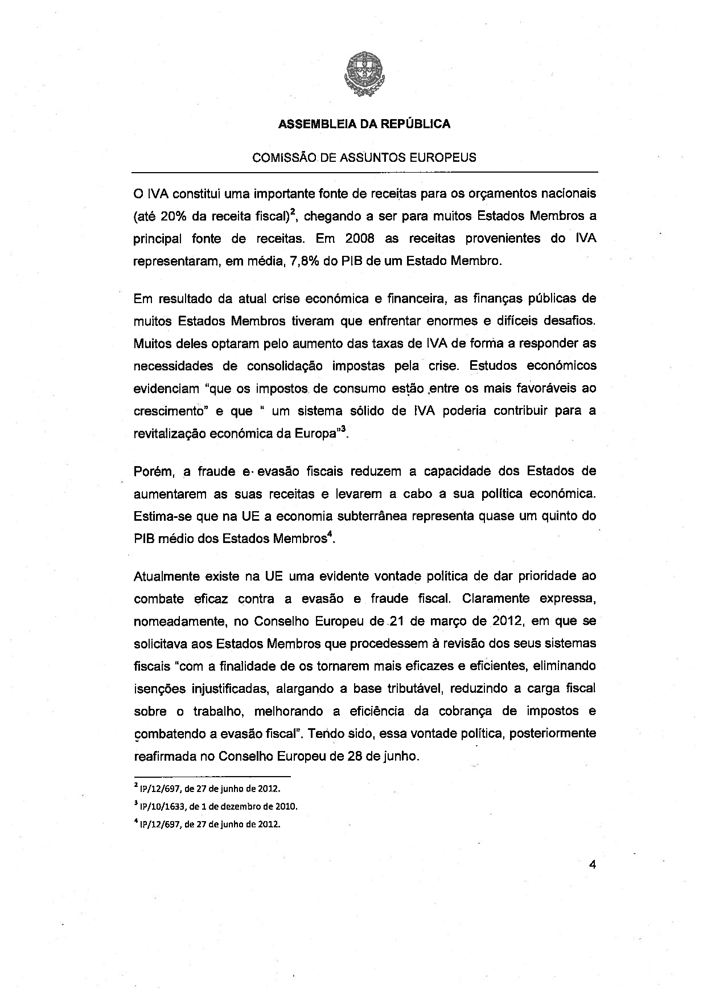 ASSEMBLEIA DA REPÚBLICA
COMISSÃO DE ASSUNTOS EUROPEUS
O IVA constitui uma importante fonte de receitas para os orçamentos nacionais
(até 20% da receita fiscal)², chegando a ser para muitos Estados Membros a
principal fonte de receitas. Em 2008 as receitas provenientes do IVA
representaram, em média, 7,8% do PIB de um Estado Membro.
Em resultado da atual crise económica e financeira, as finanças públicas de
muitos Estados Membros tiveram que enfrentar enormes e difíceis desafios.
Muitos deles optaram pelo aumento das taxas de IVA de forma a responder as
necessidades de consolidação impostas pela crise. Estudos económicos
evidenciam "que os impostos de consumo estão entre os mais favoráveis ao
crescimento" e que " um sistema sólido de IVA poderia contribuir para a
revitalização económica da Europa"³.
Porém, a fraude e evasão fiscais reduzem a capacidade dos Estados de
aumentarem as suas receitas e levarem a cabo a sua política económica.
Estima-se que na UE a economia subterrânea representa quase um quinto do
PIB médio dos Estados Membros⁴.
Atualmente existe na UE uma evidente vontade política de dar prioridade ao
combate eficaz contra a evasão e fraude fiscal. Claramente expressa,
nomeadamente, no Conselho Europeu de 21 de março de 2012, em que se
solicitava aos Estados Membros que procedessem à revisão dos seus sistemas
fiscais "com a finalidade de os tornarem mais eficazes e eficientes, eliminando
isenções injustificadas, alargando a base tributável, reduzindo a carga fiscal
sobre o trabalho, melhorando a eficiência da cobrança de impostos e
combatendo a evasão fiscal". Tendo sido, essa vontade política, posteriormente
reafirmada no Conselho Europeu de 28 de junho.
² IP/12/697, de 27 de junho de 2012.
³ IP/10/1633, de 1 de dezembro de 2010.
⁴ IP/12/697, de 27 de junho de 2012.
4